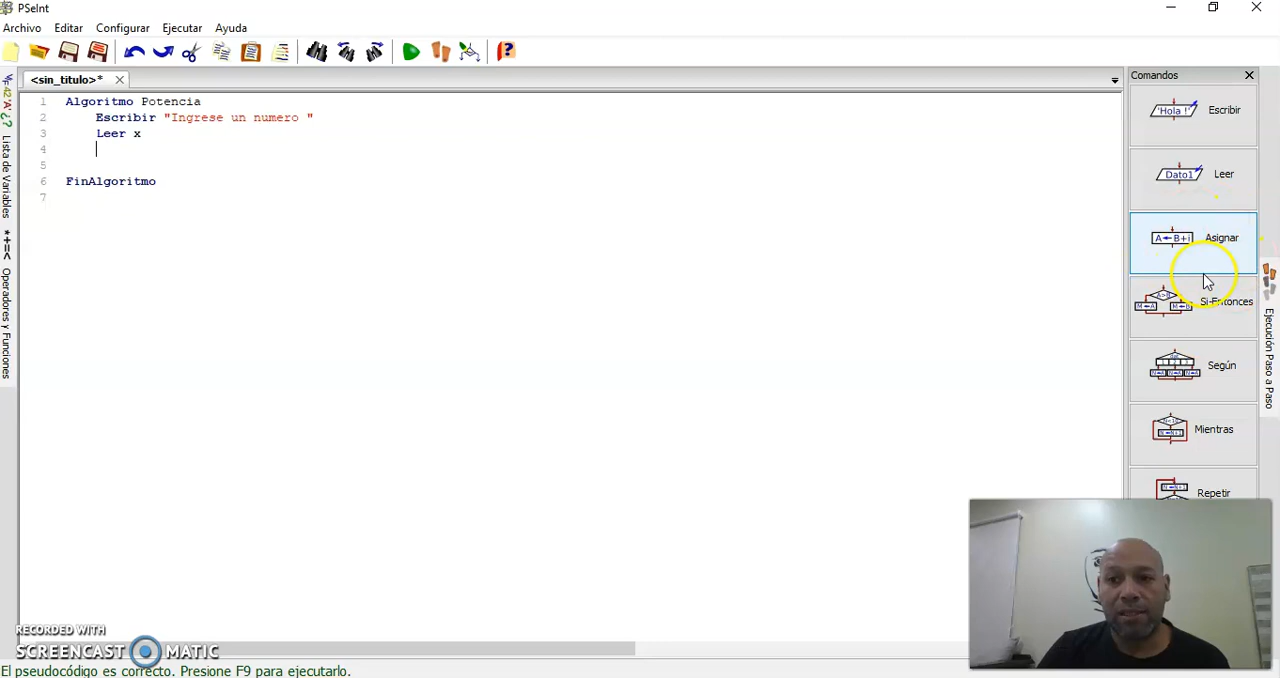 PSeInt
Archivo Editar Configurar Ejecutar Ayuda
<sin_titulo>*
Comandos
1 Algoritmo Potencia
2 Escribir "Ingrese un numero "
3 Leer x
4
5
6 FinAlgoritmo
7
Lista de Variables
*+=< Operadores y Funciones
'Hola !' Escribir
Dato1 Leer
A←B+i Asignar
Si-Entonces
Según
Mientras
Repetir
Ejecución Paso a Paso
RECORDED WITH
SCREENCAST MATIC
El pseudocódigo es correcto. Presione F9 para ejecutarlo.